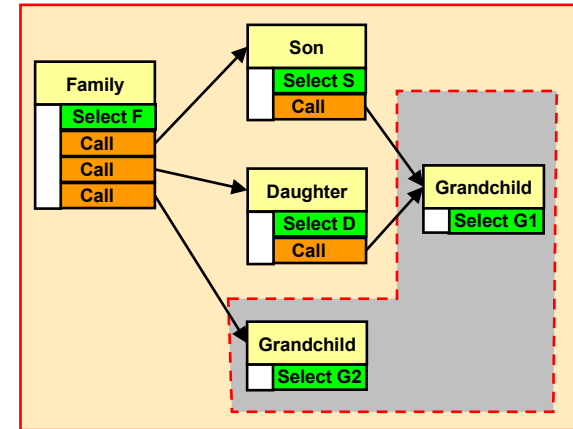 Family
Select F
Call
Call
Call
Son
Select S
Call
Daughter
Select D
Call
Grandchild
Select G1
Grandchild
Select G2